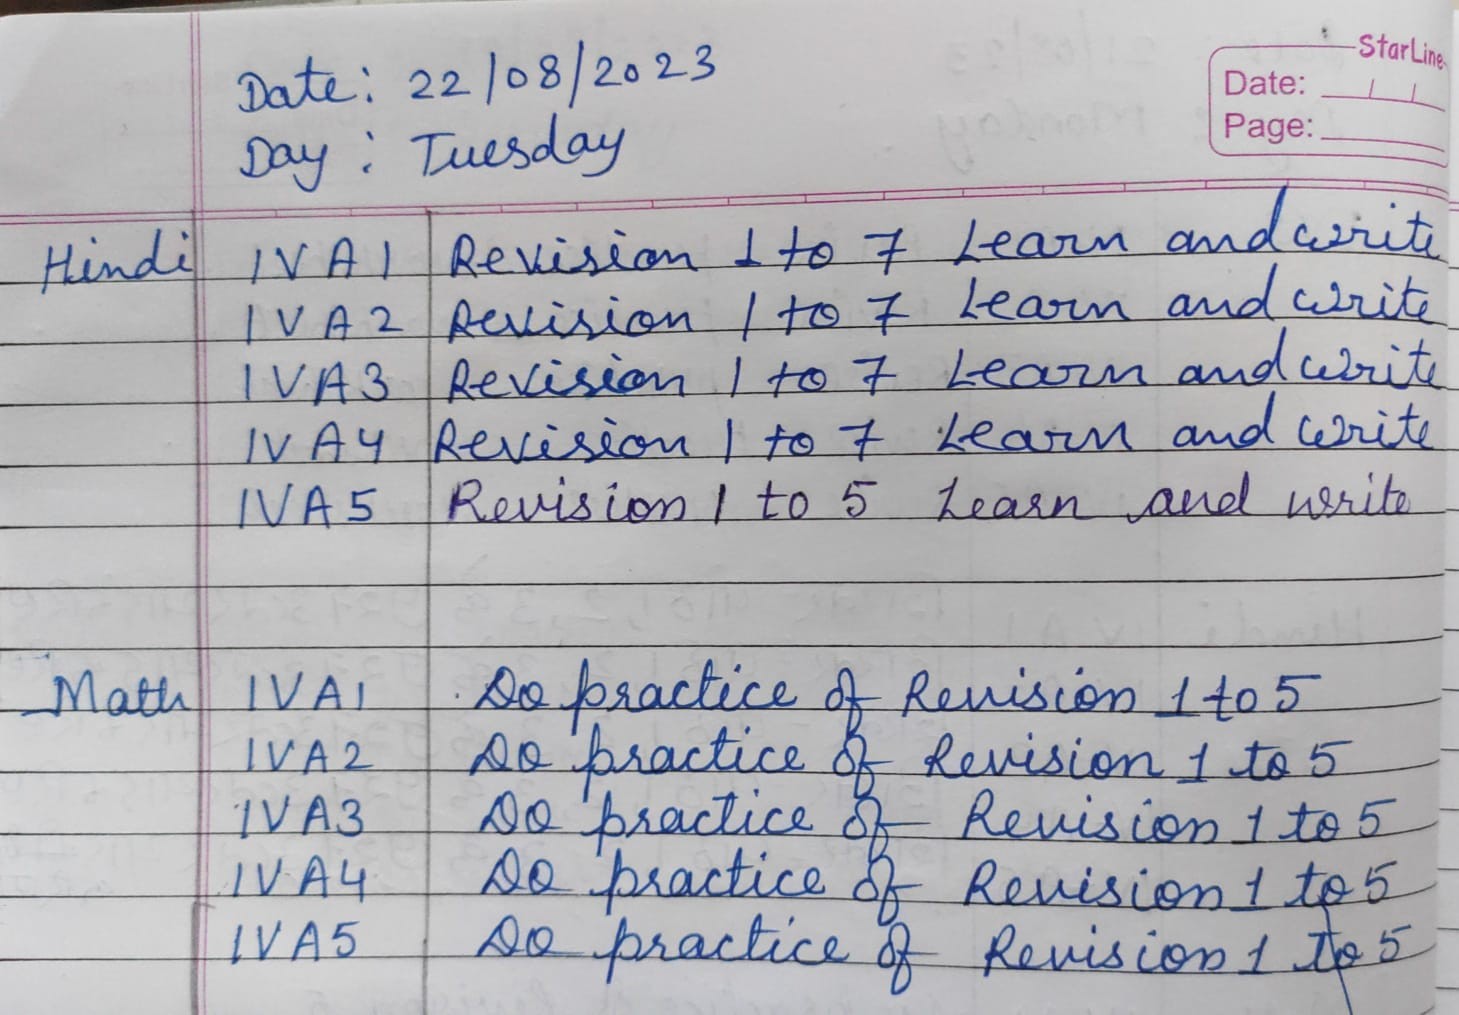 StarLine
Date:
Page:
Date: 22/08/2023
Day: Tuesday
Hindi IVA1 Revision 1 to 7 Learn and write
IVA2 Revision 1 to 7 Learn and write
IVA3 Revision 1 to 7 Learn and write
IVA4 Revision 1 to 7 Learn and write
IVA5 Revision 1 to 5 Learn and write
Math IVA1 Do practice of Revision 1 to 5
IVA2 Do practice of Revision 1 to 5
IVA3 Do practice of Revision 1 to 5
IVA4 Do practice of Revision 1 to 5
IVA5 Do practice of Revision 1 to 5